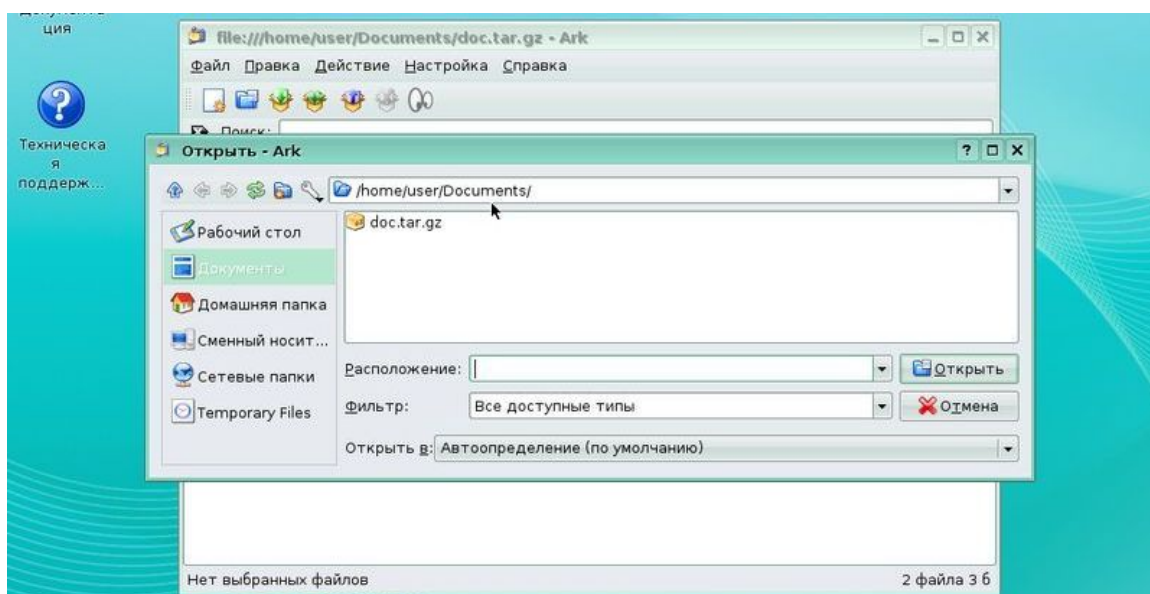 ция
Техническа
я
поддерж...
file:///home/user/Documents/doc.tar.gz - Ark
Файл Правка Действие Настройка Справка
Поиск:
Открыть - Ark
/home/user/Documents/
Рабочий стол
Документы
Домашняя папка
Сменный носит...
Сетевые папки
Temporary Files
doc.tar.gz
Расположение:
Открыть
Фильтр: Все доступные типы
Отмена
Открыть в: Автоопределение (по умолчанию)
Нет выбранных файлов
2 файла 3 б